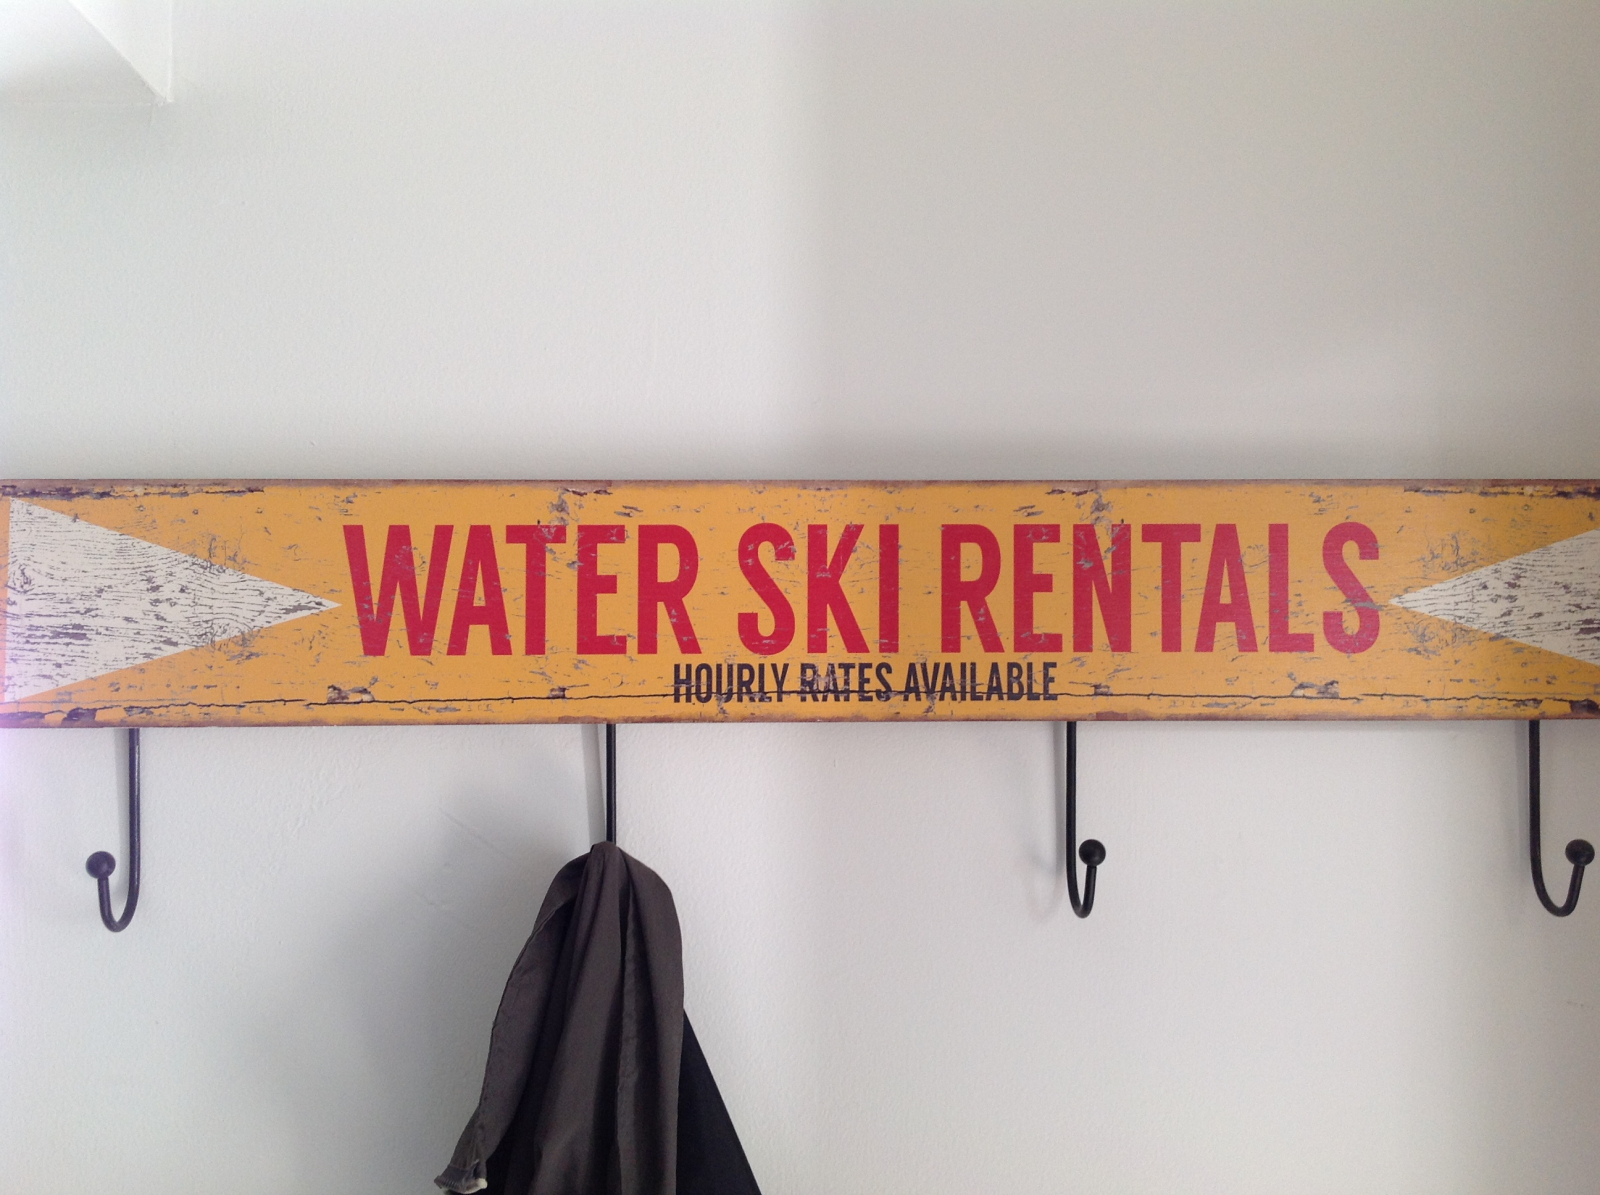 WATER SKI RENTALS
HOURLY RATES AVAILABLE